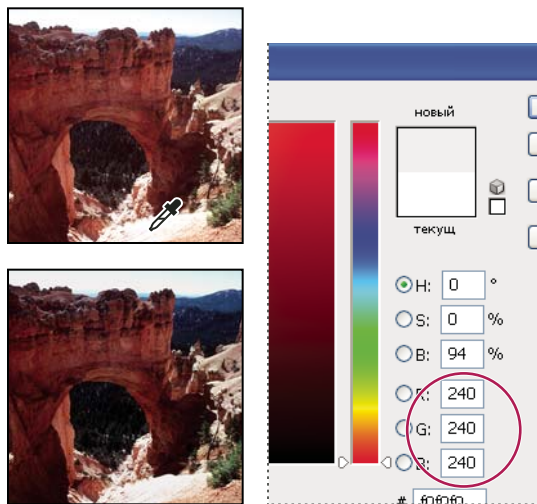 новый
текущ
H: 0 °
S: 0 %
B: 94 %
R: 240
G: 240
B: 240
# f0f0f0